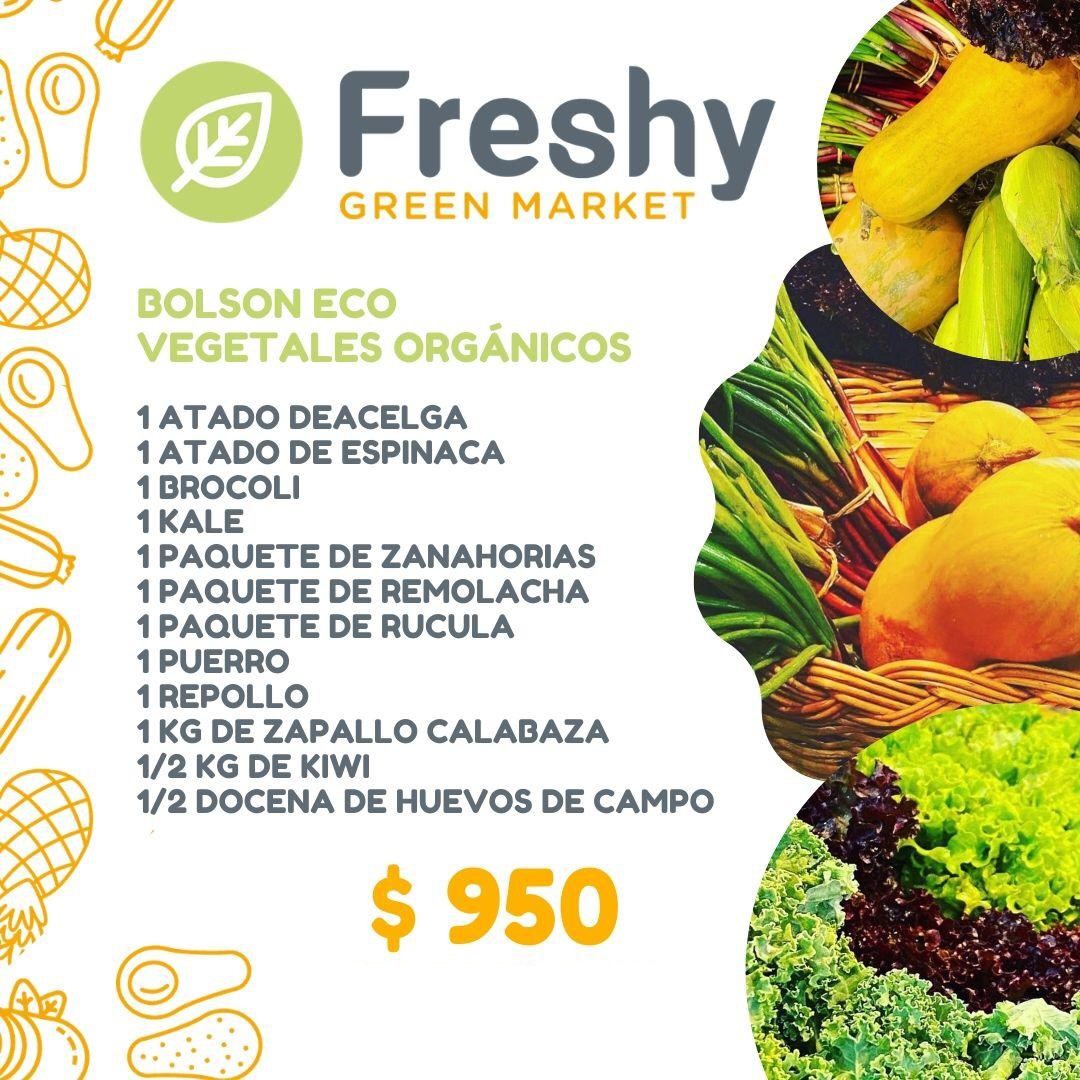 Freshy
GREEN MARKET
BOLSON ECO
VEGETALES ORGÁNICOS
1 ATADO DEACELGA
1 ATADO DE ESPINACA
1 BROCOLI
1 KALE
1 PAQUETE DE ZANAHORIAS
1 PAQUETE DE REMOLACHA
1 PAQUETE DE RUCULA
1 PUERRO
1 REPOLLO
1 KG DE ZAPALLO CALABAZA
1/2 KG DE KIWI
1/2 DOCENA DE HUEVOS DE CAMPO
$ 950